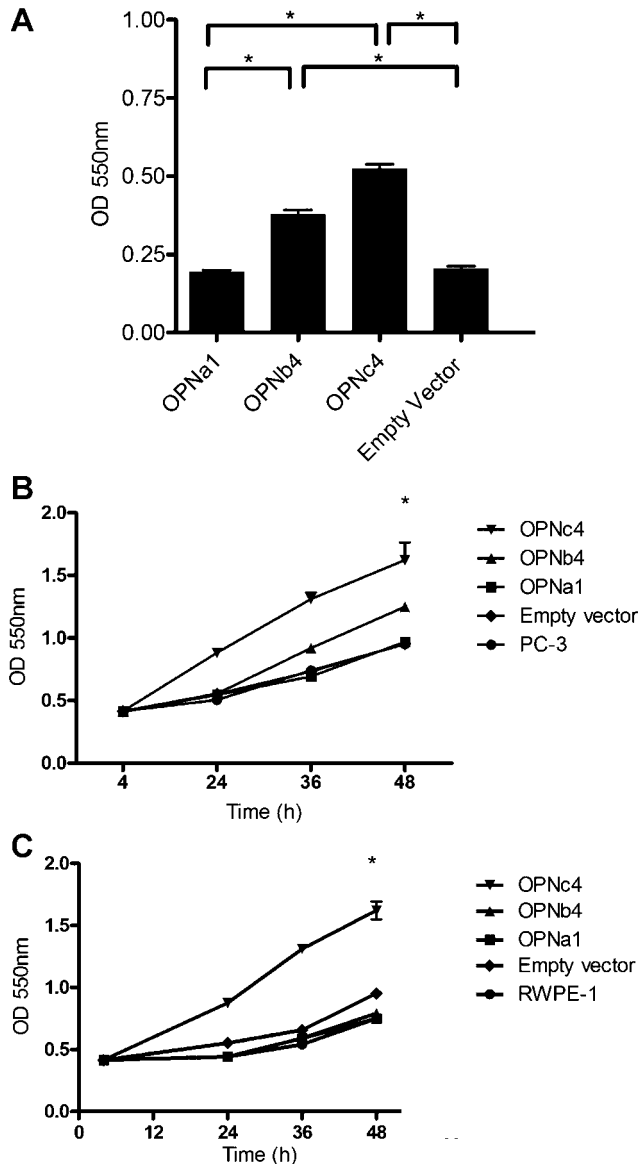 A
* *
* *
1.00
0.75
0.50
0.25
0.00
OD 550nm
OPNa1
OPNb4
OPNc4
Empty Vector
B
*
2.0
1.5
1.0
0.5
0.0
OD 550nm
4 24 36 48
Time (h)
OPNc4
OPNb4
OPNa1
Empty vector
PC-3
C
*
2.0
1.5
1.0
0.5
0.0
OD 550nm
0 12 24 36 48
Time (h)
OPNc4
OPNb4
OPNa1
Empty vector
RWPE-1